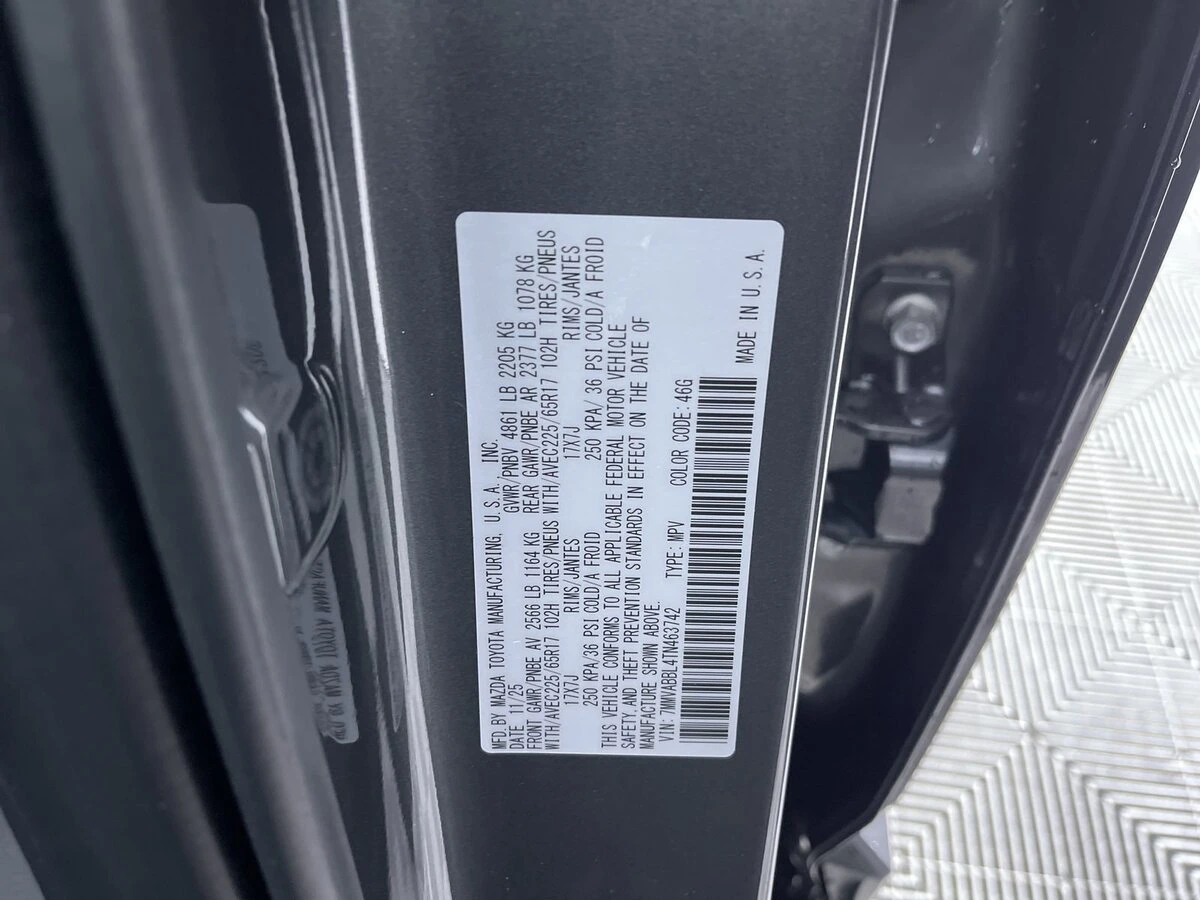 MFD. BY MAZDA TOYOTA MANUFACTURING, U.S.A., INC.
DATE 11/25 GVWR/PNBV 4861 LB 2205 KG
FRONT GAWR/PNBE AV 2566 LB 1164 KG REAR GAWR/PNBE AR 2377 LB 1078 KG
WITH/AVEC225/65R17 102H TIRES/PNEUS WITH/AVEC225/65R17 102H TIRES/PNEUS
17X7J RIMS/JANTES 17X7J RIMS/JANTES
250 KPA/36 PSI COLD/A FROID 250 KPA/ 36 PSI COLD/A FROID
THIS VEHICLE CONFORMS TO ALL APPLICABLE FEDERAL MOTOR VEHICLE
SAFETY AND THEFT PREVENTION STANDARDS IN EFFECT ON THE DATE OF
MANUFACTURE SHOWN ABOVE.
VIN: 7MMVABBL4TN463742 TYPE: MPV COLOR CODE: 46G
MADE IN U.S.A.